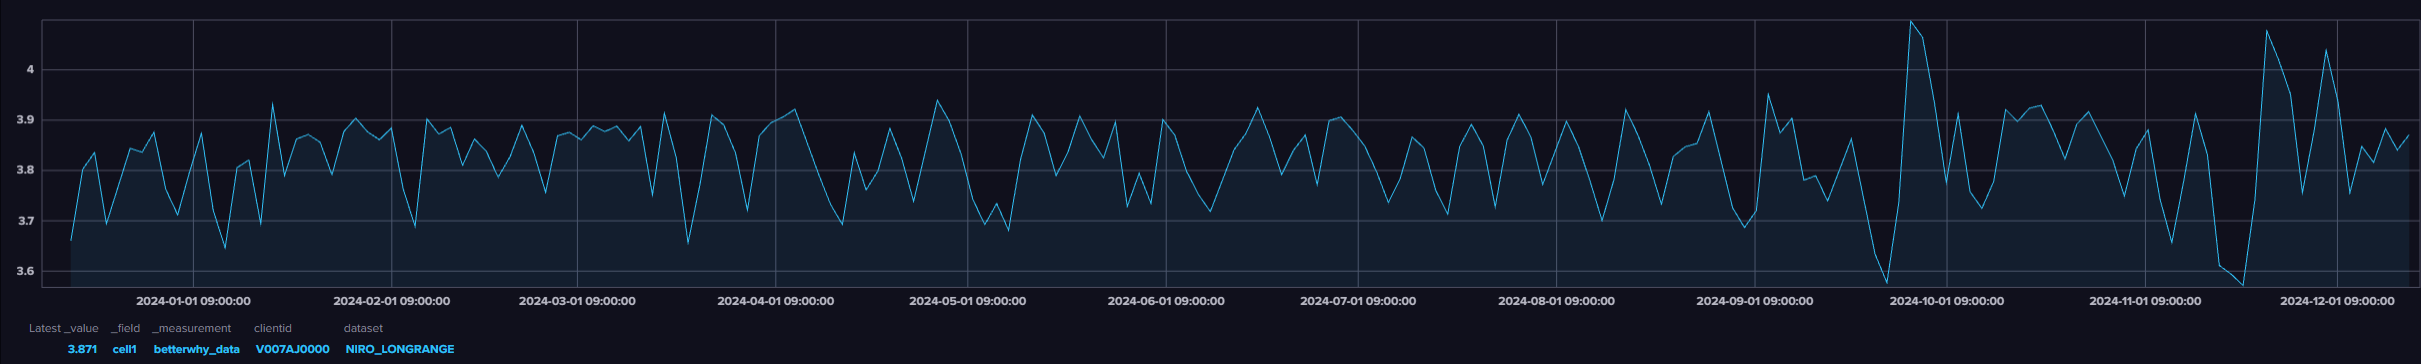 4
3.9
3.8
3.7
3.6
2024-01-01 09:00:00 2024-02-01 09:00:00 2024-03-01 09:00:00 2024-04-01 09:00:00 2024-05-01 09:00:00 2024-06-01 09:00:00 2024-07-01 09:00:00 2024-08-01 09:00:00 2024-09-01 09:00:00 2024-10-01 09:00:00 2024-11-01 09:00:00 2024-12-01 09:00:00
Latest _value _field _measurement clientid dataset
3.871 cell1 betterwhy_data V007AJ0000 NIRO_LONGRANGE